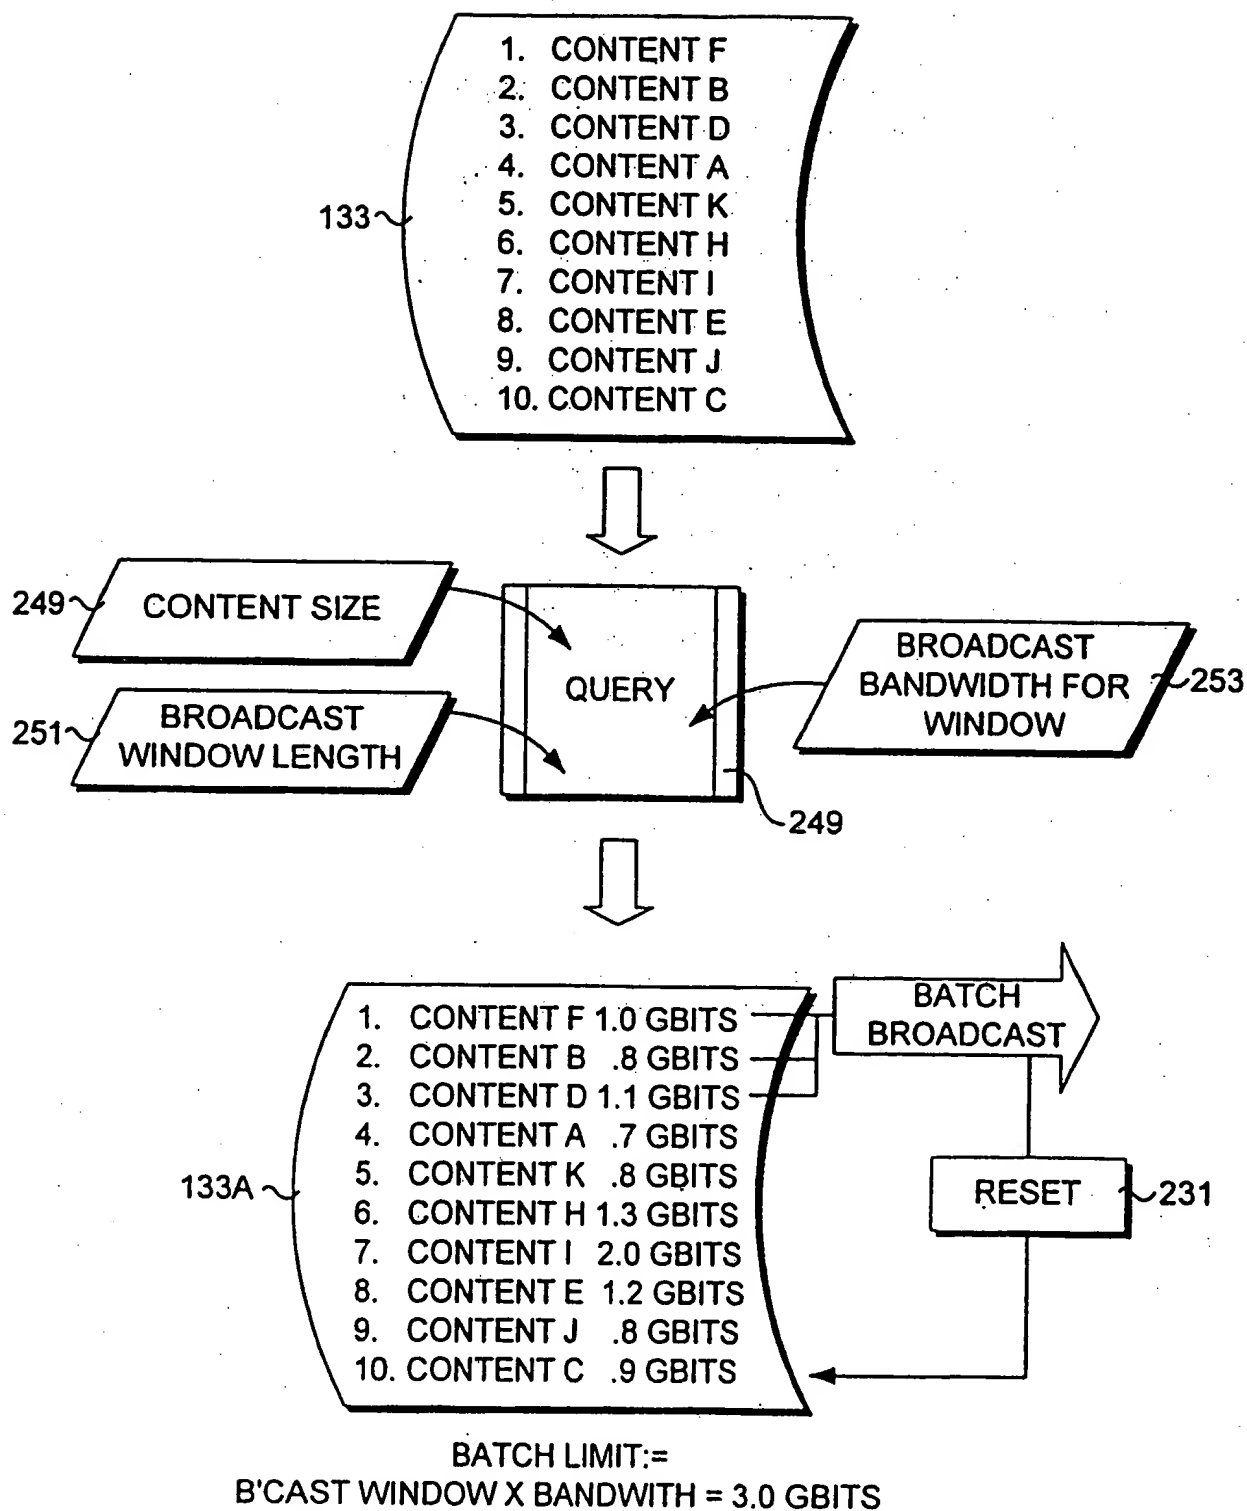 1. CONTENT F
2. CONTENT B
3. CONTENT D
4. CONTENT A
5. CONTENT K
6. CONTENT H
7. CONTENT I
8. CONTENT E
9. CONTENT J
10. CONTENT C
133
249
CONTENT SIZE
251
BROADCAST
WINDOW LENGTH
QUERY
249
BROADCAST
BANDWIDTH FOR
WINDOW
253
1. CONTENT F 1.0 GBITS
2. CONTENT B .8 GBITS
3. CONTENT D 1.1 GBITS
4. CONTENT A .7 GBITS
5. CONTENT K .8 GBITS
6. CONTENT H 1.3 GBITS
7. CONTENT I 2.0 GBITS
8. CONTENT E 1.2 GBITS
9. CONTENT J .8 GBITS
10. CONTENT C .9 GBITS
133A
BATCH
BROADCAST
RESET
231
BATCH LIMIT:=
B'CAST WINDOW X BANDWITH = 3.0 GBITS